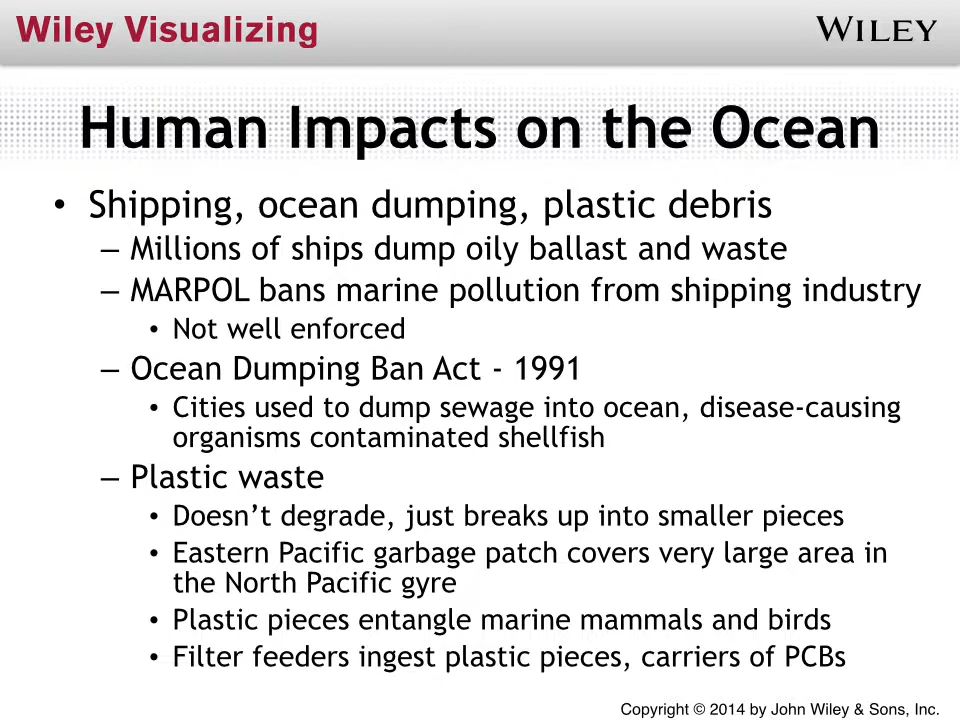 Wiley Visualizing
WILEY
Human Impacts on the Ocean
• Shipping, ocean dumping, plastic debris
– Millions of ships dump oily ballast and waste
– MARPOL bans marine pollution from shipping industry
• Not well enforced
– Ocean Dumping Ban Act - 1991
• Cities used to dump sewage into ocean, disease-causing
organisms contaminated shellfish
– Plastic waste
• Doesn’t degrade, just breaks up into smaller pieces
• Eastern Pacific garbage patch covers very large area in
the North Pacific gyre
• Plastic pieces entangle marine mammals and birds
• Filter feeders ingest plastic pieces, carriers of PCBs
Copyright © 2014 by John Wiley & Sons, Inc.